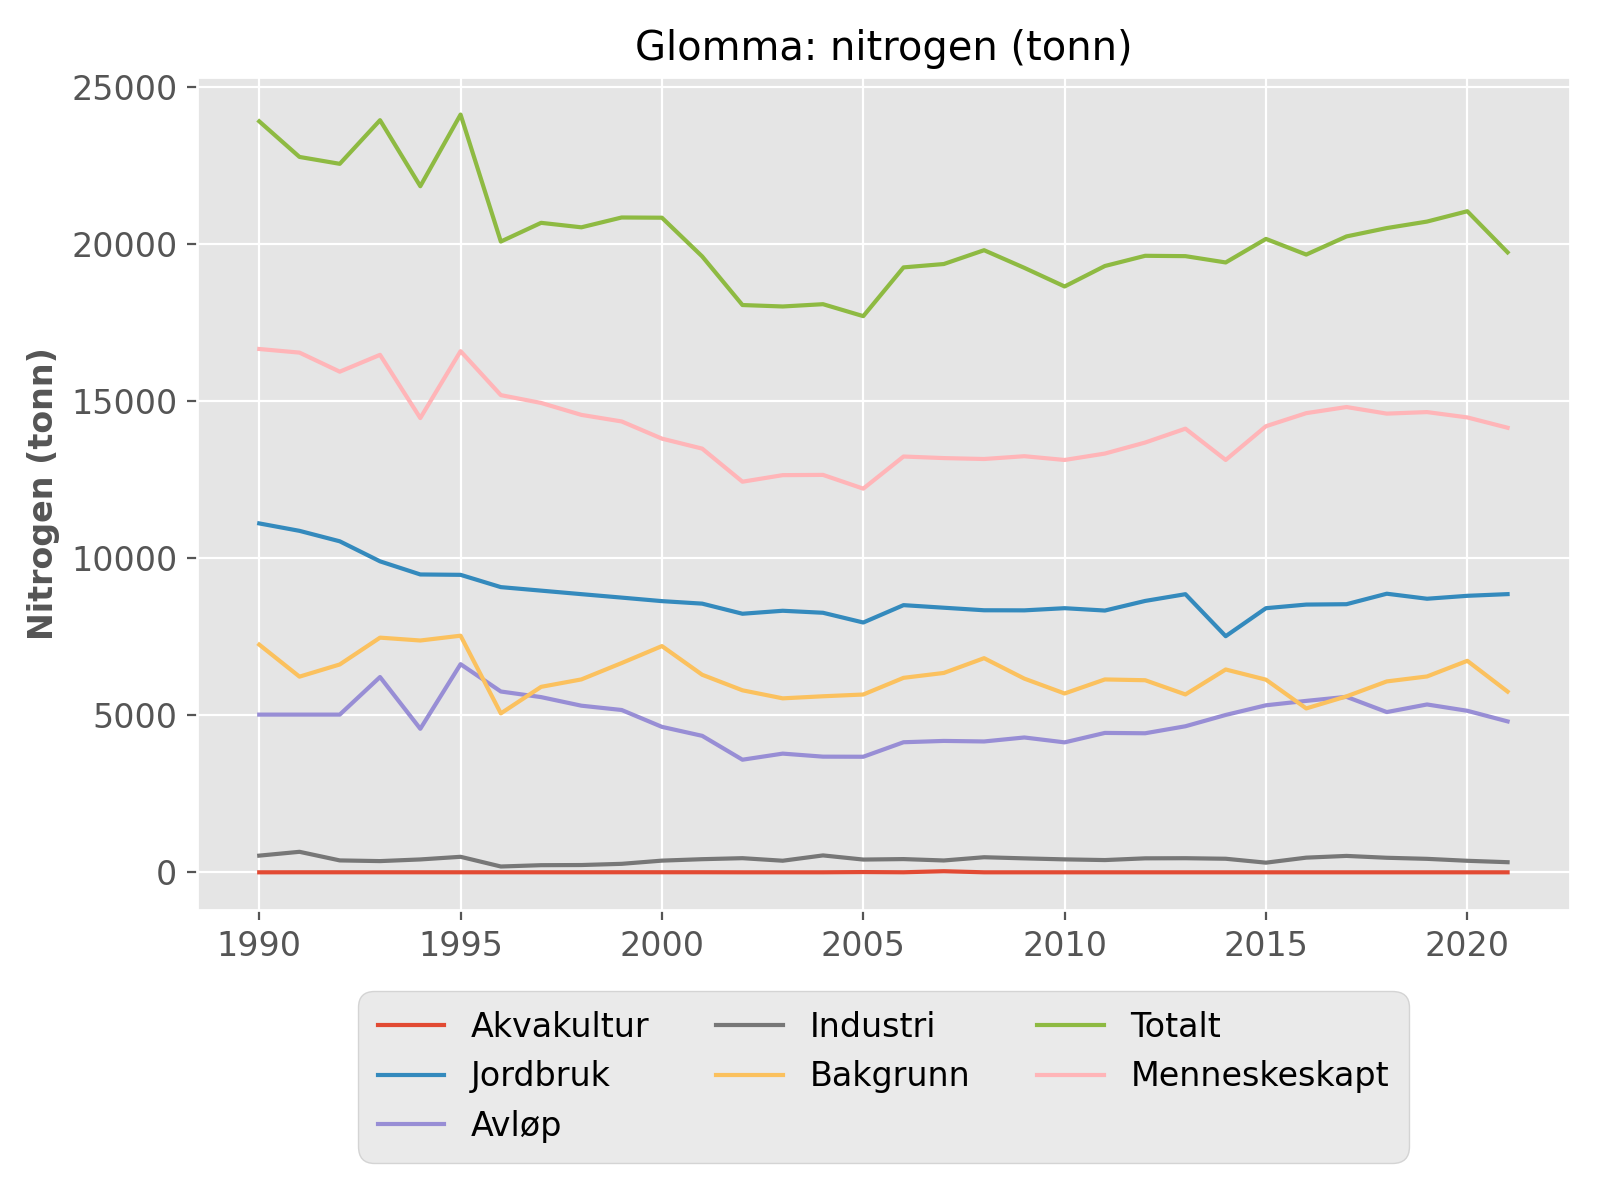 Glomma: nitrogen (tonn)
Nitrogen (tonn)
25000
20000
15000
10000
5000
0
1990 1995 2000 2005 2010 2015 2020
Akvakultur Industri Totalt
Jordbruk Bakgrunn Menneskeskapt
Avløp